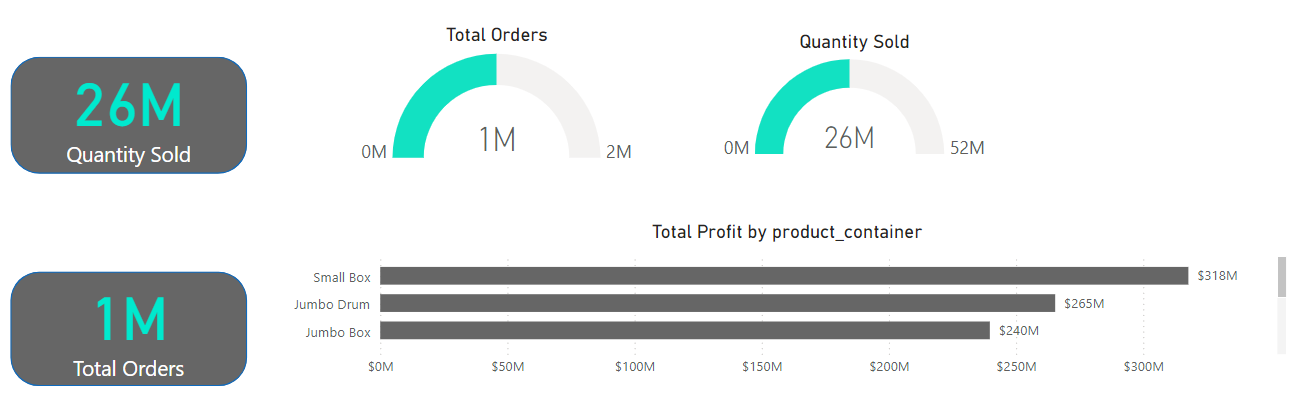 26M
Quantity Sold
Total Orders
0M
1M
2M
Quantity Sold
0M
26M
52M
1M
Total Orders
Total Profit by product_container
Small Box
$318M
Jumbo Drum
$265M
Jumbo Box
$240M
$0M $50M $100M $150M $200M $250M $300M